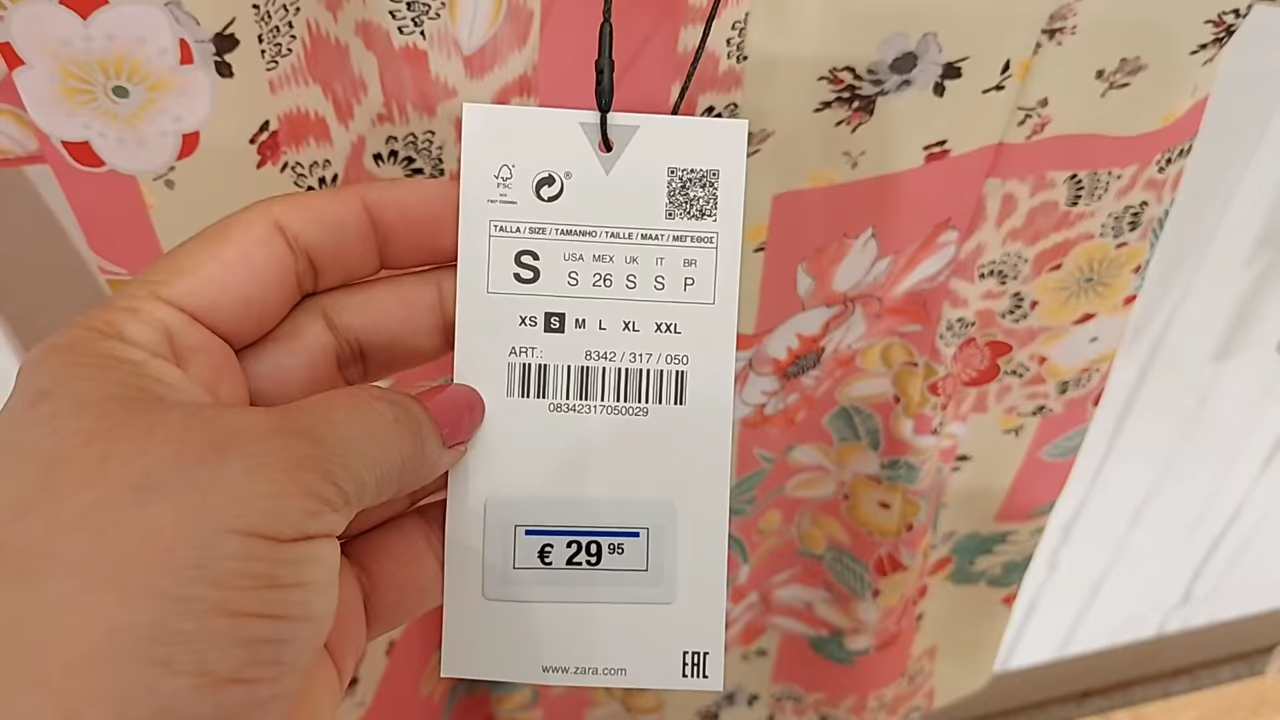 FSC
®
TALLA / SIZE / TAMANHO / TAILLE / MAAT / ΜΕΓΕΘΟΣ
S
USA MEX UK IT BR
S 26 S S P
XS S M L XL XXL
ART.: 8342 / 317 / 050
08342317050029
€ 29 95
www.zara.com
EAC